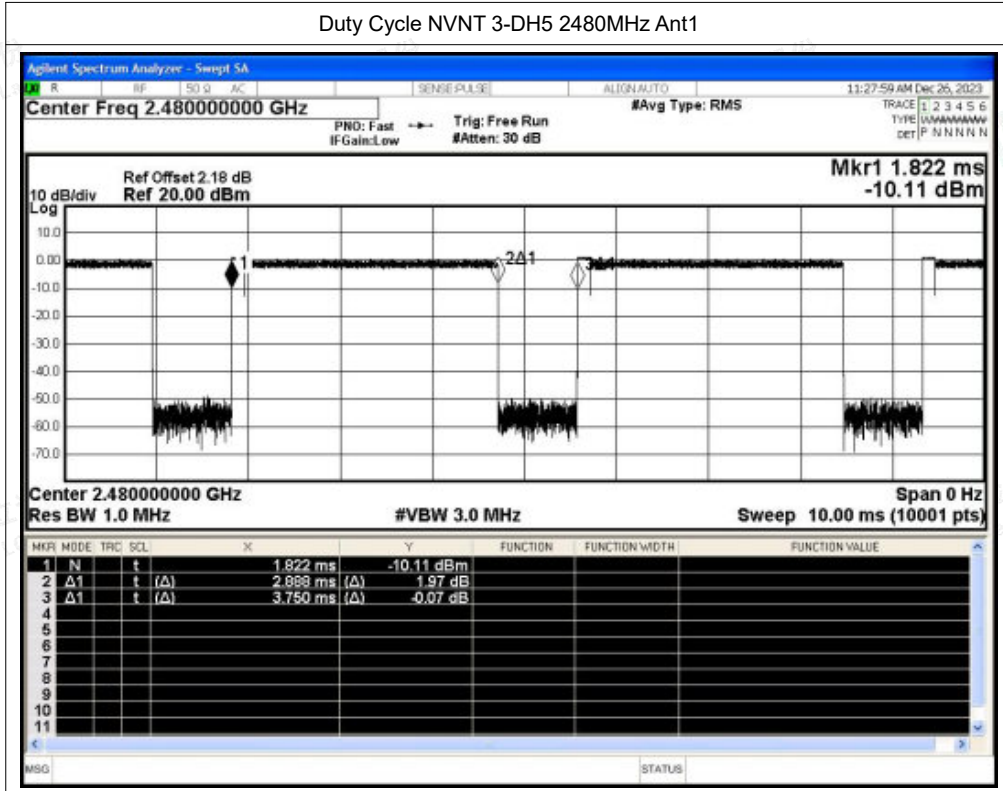 Duty Cycle NVNT 3-DH5 2480MHz Ant1
Agilent Spectrum Analyzer - Swept SA
R RF 50 Ω AC SENSE:PULSE ALIGN AUTO 11:27:59 AM Dec 26, 2023
Center Freq 2.480000000 GHz #Avg Type: RMS TRACE 1 2 3 4 5 6
PNO: Fast Trig: Free Run TYPE
IFGain:Low #Atten: 30 dB DET P N N N N N
Mkr1 1.822 ms
Ref Offset 2.18 dB
10 dB/div Ref 20.00 dBm -10.11 dBm
Log
10.0
0.00
1
2Δ1
-10.0
-20.0
-30.0
-40.0
-50.0
-60.0
-70.0
Center 2.480000000 GHz Span 0 Hz
Res BW 1.0 MHz #VBW 3.0 MHz Sweep 10.00 ms (10001 pts)
MKR MODE TRC SCL X Y FUNCTION FUNCTION WIDTH FUNCTION VALUE
1 N t 1.822 ms -10.11 dBm
2 Δ1 t (Δ) 2.888 ms (Δ) 1.97 dB
3 Δ1 t (Δ) 3.750 ms (Δ) -0.07 dB
4
5
6
7
8
9
10
11
MSG STATUS